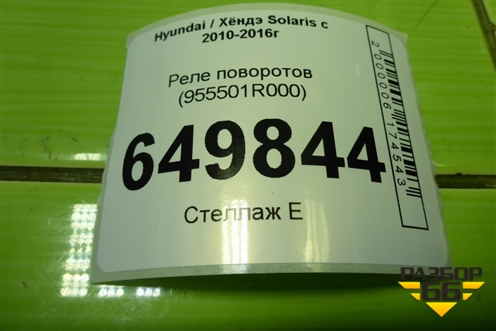 Hyundai / Хёндэ Solaris с
2010-2016г
Реле поворотов
(955501R000)
649844
Стеллаж Е
2000006174543
РАЗБОР
66